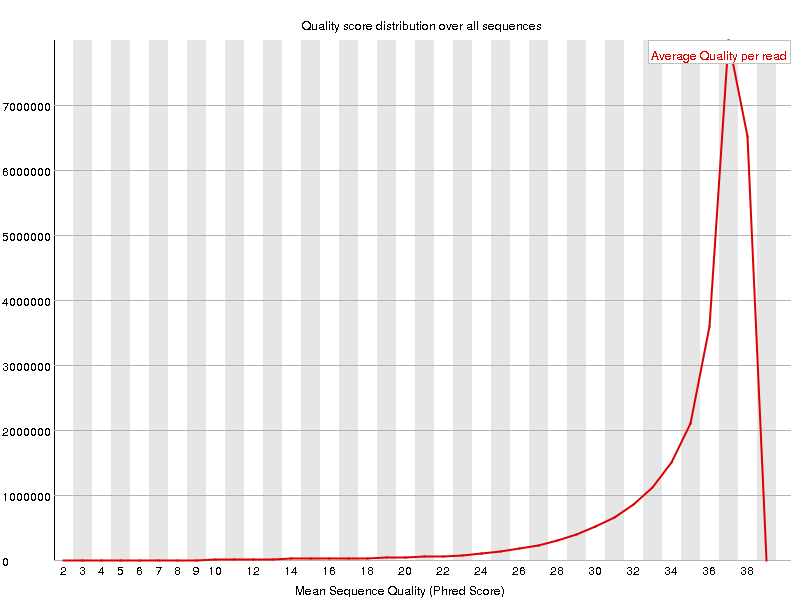 Quality score distribution over all sequences
Average Quality per read
7000000
6000000
5000000
4000000
3000000
2000000
1000000
0
2 3 4 5 6 7 8 9 10 12 14 16 18 20 22 24 26 28 30 32 34 36 38
Mean Sequence Quality (Phred Score)